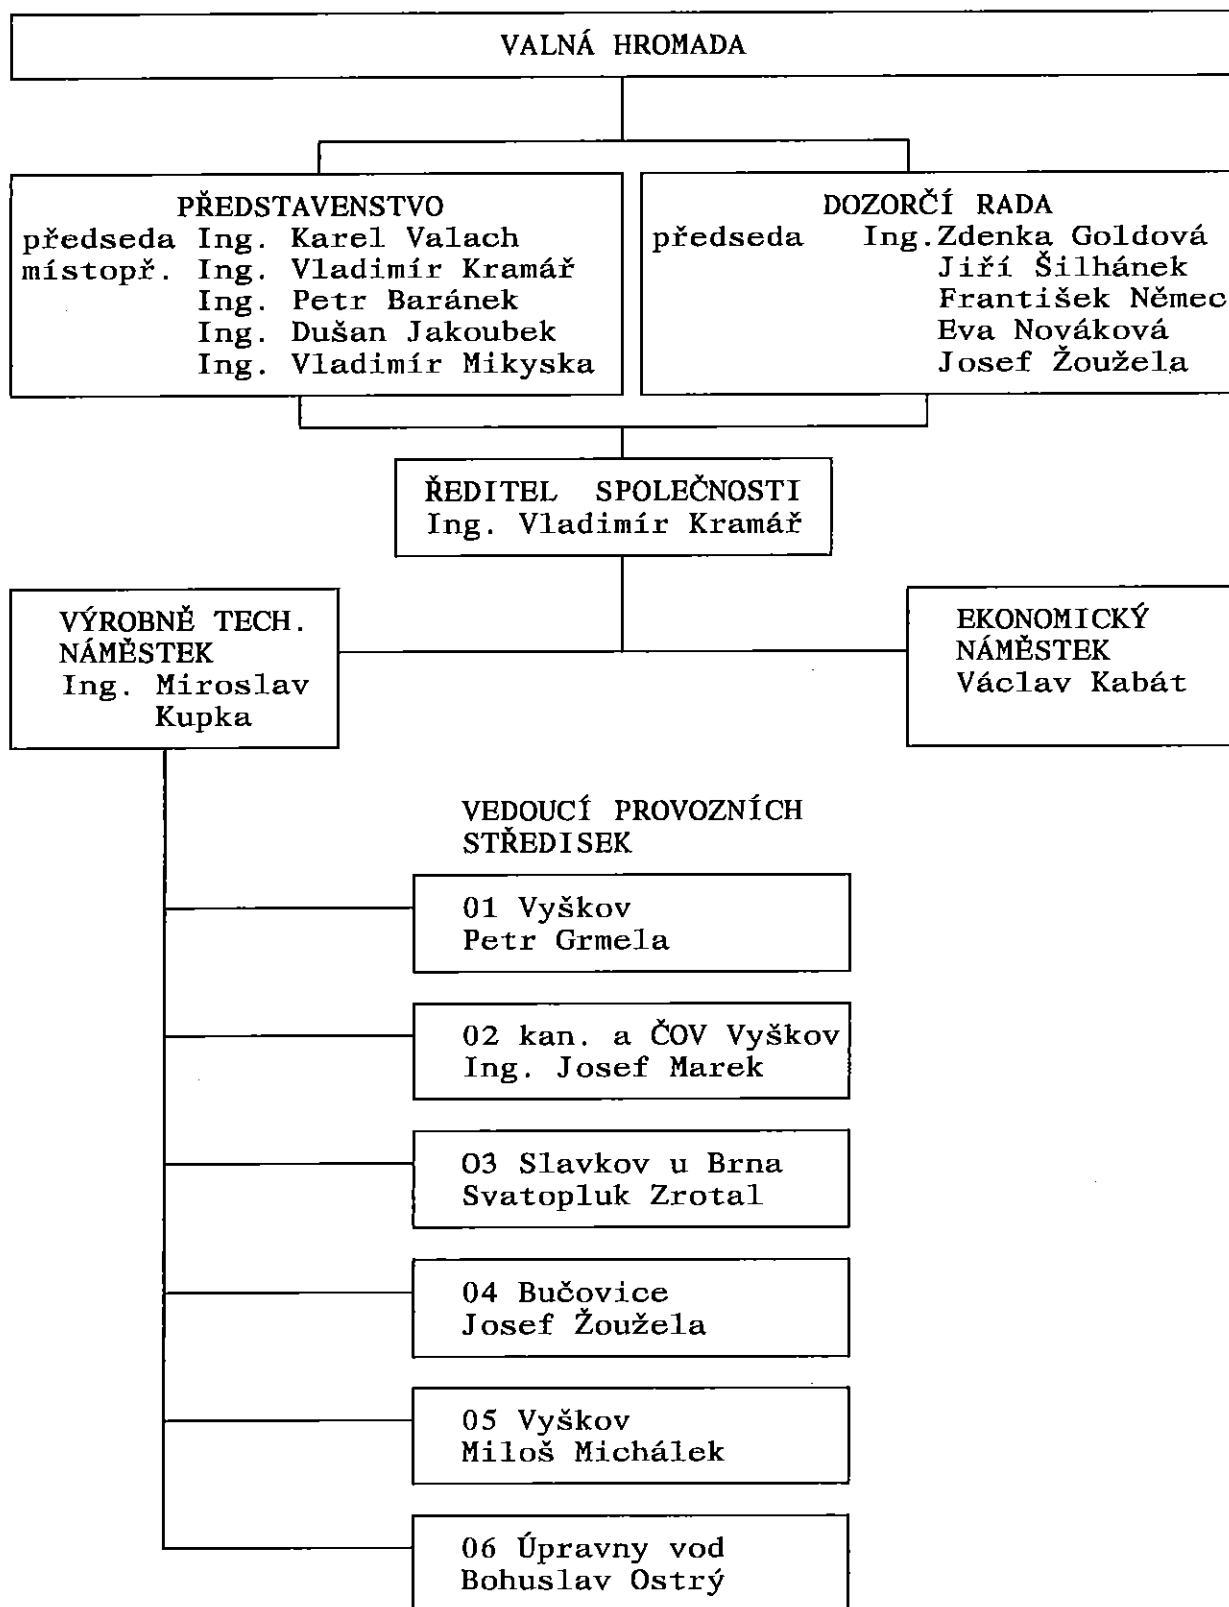 VALNÁ HROMADA
PŘEDSTAVENSTVO
předseda Ing. Karel Valach
místopř. Ing. Vladimír Kramář
Ing. Petr Baránek
Ing. Dušan Jakoubek
Ing. Vladimír Mikyska
DOZORČÍ RADA
předseda Ing.Zdenka Goldová
Jiří Šilhánek
František Němec
Eva Nováková
Josef Žoužela
ŘEDITEL SPOLEČNOSTI
Ing. Vladimír Kramář
VÝROBNĚ TECH.
NÁMĚSTEK
Ing. Miroslav
Kupka
EKONOMICKÝ
NÁMĚSTEK
Václav Kabát
VEDOUCÍ PROVOZNÍCH
STŘEDISEK
01 Vyškov
Petr Grmela
02 kan. a ČOV Vyškov
Ing. Josef Marek
O3 Slavkov u Brna
Svatopluk Zrotal
04 Bučovice
Josef Žoužela
05 Vyškov
Miloš Michálek
06 Úpravny vod
Bohuslav Ostrý